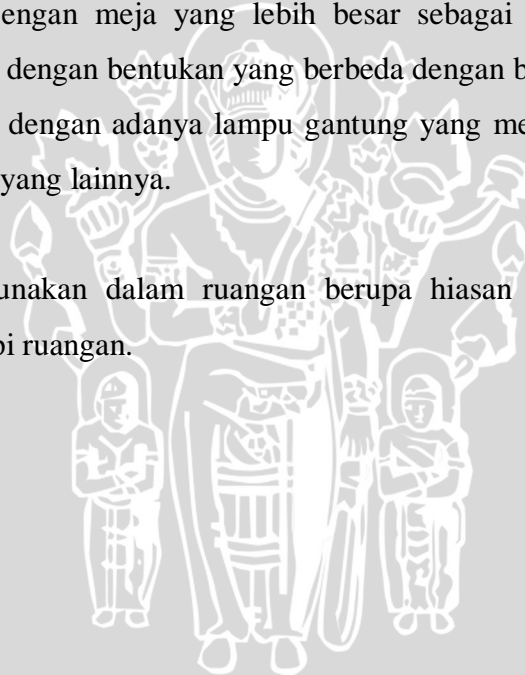 engan meja yang lebih besar sebagai
dengan bentukan yang berbeda dengan b
dengan adanya lampu gantung yang me
yang lainnya.
unakan dalam ruangan berupa hiasan
pi ruangan.